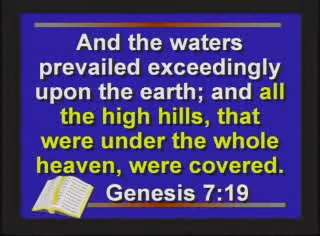 And the waters
prevailed exceedingly
upon the earth; and all
the high hills, that
were under the whole
heaven, were covered.
Genesis 7:19